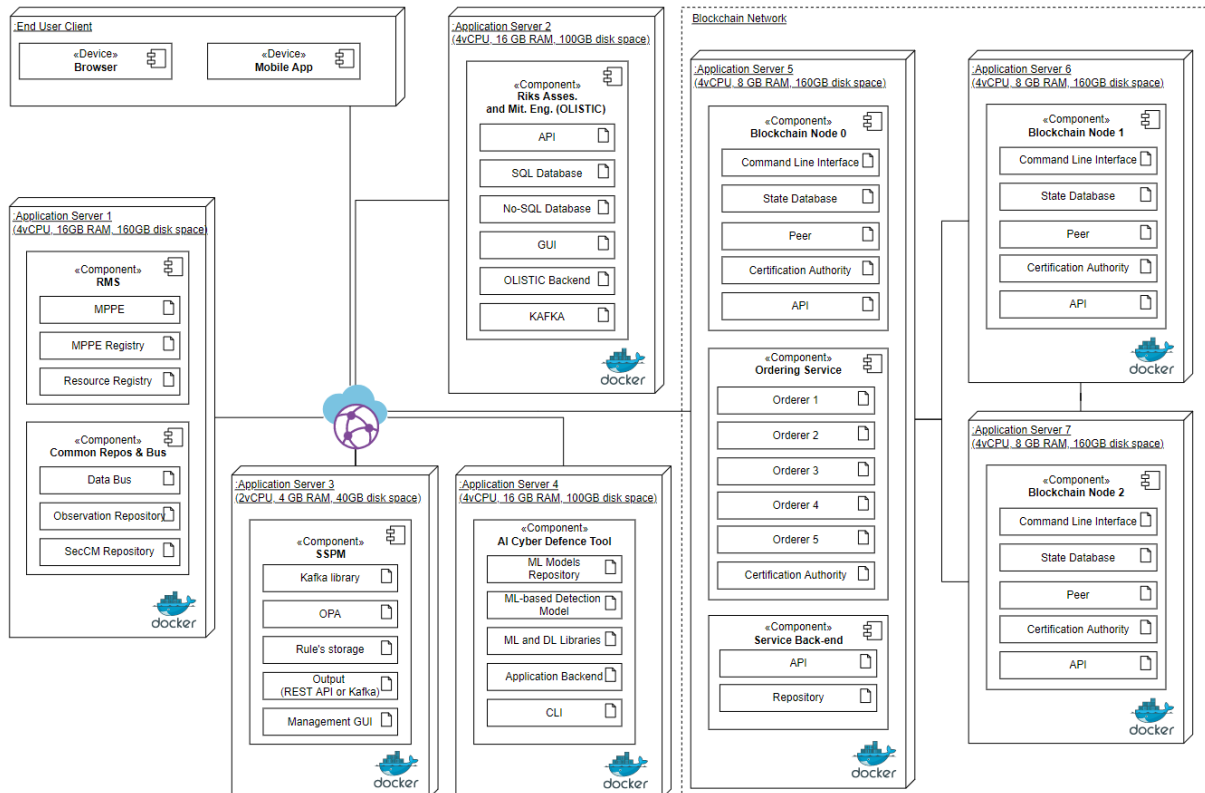 :End User Client
«Device»
Browser
«Device»
Mobile App
:Application Server 2
(4vCPU, 16 GB RAM, 100GB disk space)
«Component»
Riks Asses.
and Mit. Eng. (OLISTIC)
API
SQL Database
No-SQL Database
GUI
OLISTIC Backend
KAFKA
docker
:Application Server 1
(4vCPU, 16GB RAM, 160GB disk space)
«Component»
RMS
MPPE
MPPE Registry
Resource Registry
«Component»
Common Repos & Bus
Data Bus
Observation Repository
SecCM Repository
docker
:Application Server 3
(2vCPU, 4 GB RAM, 40GB disk space)
«Component»
SSPM
Kafka library
OPA
Rule's storage
Output
(REST API or Kafka)
Management GUI
docker
:Application Server 4
(4vCPU, 16 GB RAM, 100GB disk space)
«Component»
AI Cyber Defence Tool
ML Models
Repository
ML-based Detection
Model
ML and DL Libraries
Application Backend
CLI
docker
Blockchain Network
:Application Server 5
(4vCPU, 8 GB RAM, 160GB disk space)
«Component»
Blockchain Node 0
Command Line Interface
State Database
Peer
Certification Authority
API
«Component»
Ordering Service
Orderer 1
Orderer 2
Orderer 3
Orderer 4
Orderer 5
Certification Authority
«Component»
Service Back-end
API
Repository
docker
:Application Server 6
(4vCPU, 8 GB RAM, 160GB disk space)
«Component»
Blockchain Node 1
Command Line Interface
State Database
Peer
Certification Authority
API
docker
:Application Server 7
(4vCPU, 8 GB RAM, 160GB disk space)
«Component»
Blockchain Node 2
Command Line Interface
State Database
Peer
Certification Authority
API
docker